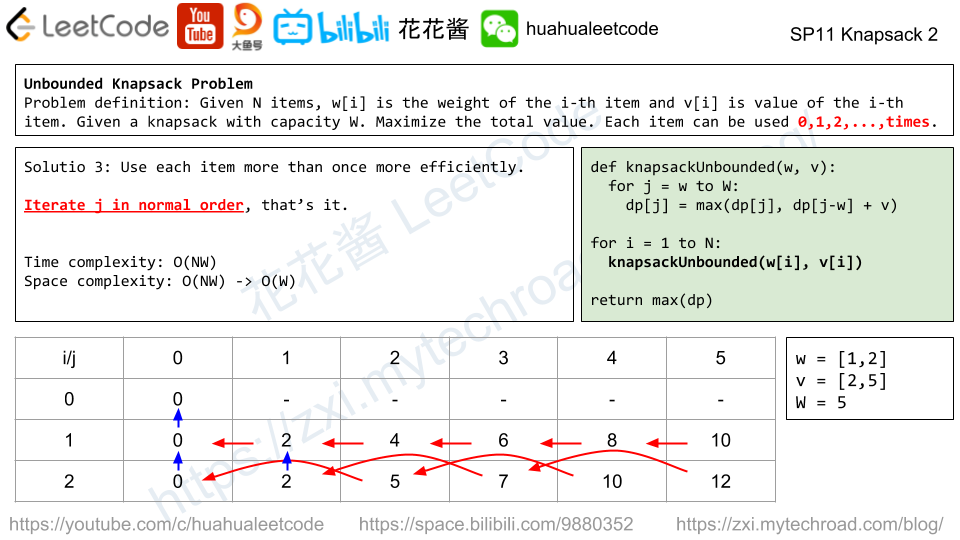 LeetCode
You
Tube
大鱼号
bilibili
花花酱
huahualeetcode
SP11 Knapsack 2
Unbounded Knapsack Problem
Problem definition: Given N items, w[i] is the weight of the i-th item and v[i] is value of the i-th
item. Given a knapsack with capacity W. Maximize the total value. Each item can be used 0,1,2,...,times.
Solutio 3: Use each item more than once more efficiently.
Iterate j in normal order, that’s it.
Time complexity: O(NW)
Space complexity: O(NW) -> O(W)
def knapsackUnbounded(w, v):
for j = w to W:
dp[j] = max(dp[j], dp[j-w] + v)
for i = 1 to N:
knapsackUnbounded(w[i], v[i])
return max(dp)
i/j 0 1 2 3 4 5
0 0 - - - - -
1 0 2 4 6 8 10
2 0 2 5 7 10 12
w = [1,2]
v = [2,5]
W = 5
花花酱 LeetCode
https://zxi.mytechroad.com/blog/
https://youtube.com/c/huahualeetcode
https://space.bilibili.com/9880352
https://zxi.mytechroad.com/blog/